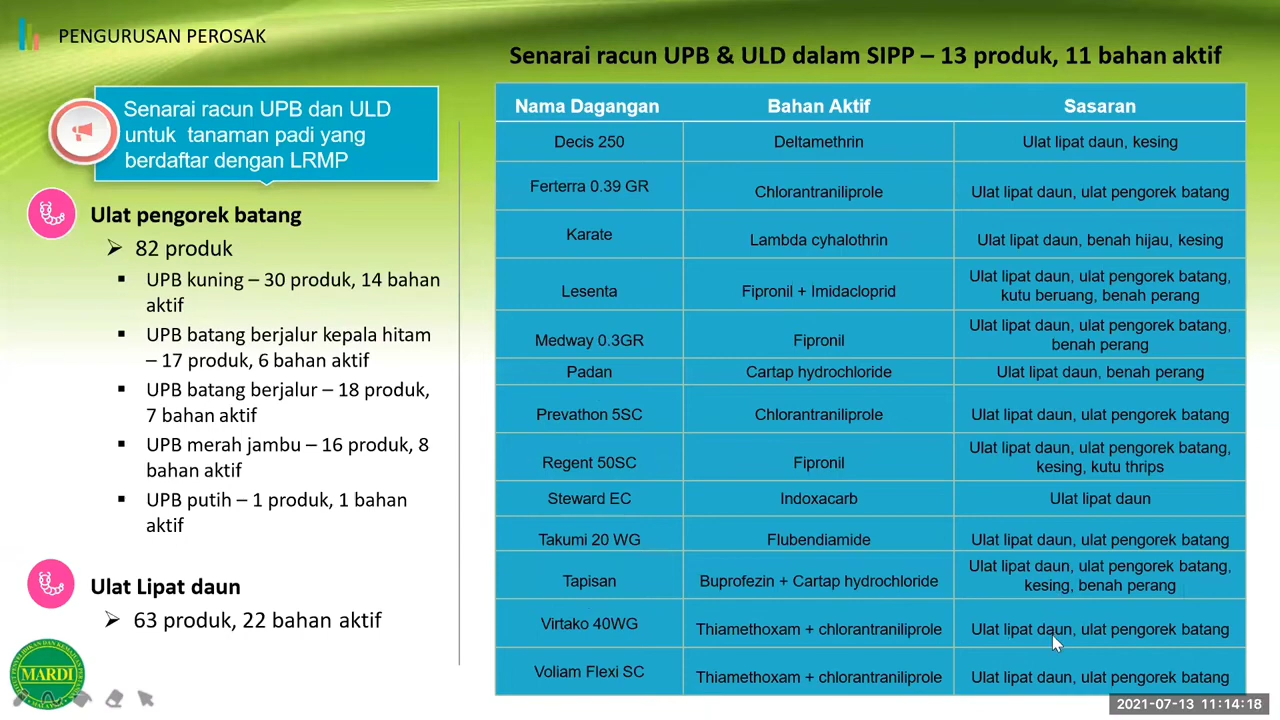 PENGURUSAN PEROSAK
Senarai racun UPB dan ULD
untuk tanaman padi yang
berdaftar dengan LRMP
Ulat pengorek batang
82 produk
UPB kuning – 30 produk, 14 bahan
aktif
UPB batang berjalur kepala hitam
– 17 produk, 6 bahan aktif
UPB batang berjalur – 18 produk,
7 bahan aktif
UPB merah jambu – 16 produk, 8
bahan aktif
UPB putih – 1 produk, 1 bahan
aktif
Ulat Lipat daun
63 produk, 22 bahan aktif
MARDI
Senarai racun UPB & ULD dalam SIPP – 13 produk, 11 bahan aktif
Nama Dagangan Bahan Aktif Sasaran
Decis 250 Deltamethrin Ulat lipat daun, kesing
Ferterra 0.39 GR Chlorantraniliprole Ulat lipat daun, ulat pengorek batang
Karate Lambda cyhalothrin Ulat lipat daun, benah hijau, kesing
Lesenta Fipronil + Imidacloprid Ulat lipat daun, ulat pengorek batang,
kutu beruang, benah perang
Medway 0.3GR Fipronil Ulat lipat daun, ulat pengorek batang,
benah perang
Padan Cartap hydrochloride Ulat lipat daun, benah perang
Prevathon 5SC Chlorantraniliprole Ulat lipat daun, ulat pengorek batang
Regent 50SC Fipronil Ulat lipat daun, ulat pengorek batang,
kesing, kutu thrips
Steward EC Indoxacarb Ulat lipat daun
Takumi 20 WG Flubendiamide Ulat lipat daun, ulat pengorek batang
Tapisan Buprofezin + Cartap hydrochloride Ulat lipat daun, ulat pengorek batang,
kesing, benah perang
Virtako 40WG Thiamethoxam + chlorantraniliprole Ulat lipat daun, ulat pengorek batang
Voliam Flexi SC Thiamethoxam + chlorantraniliprole Ulat lipat daun, ulat pengorek batang
2021-07-13 11:14:18